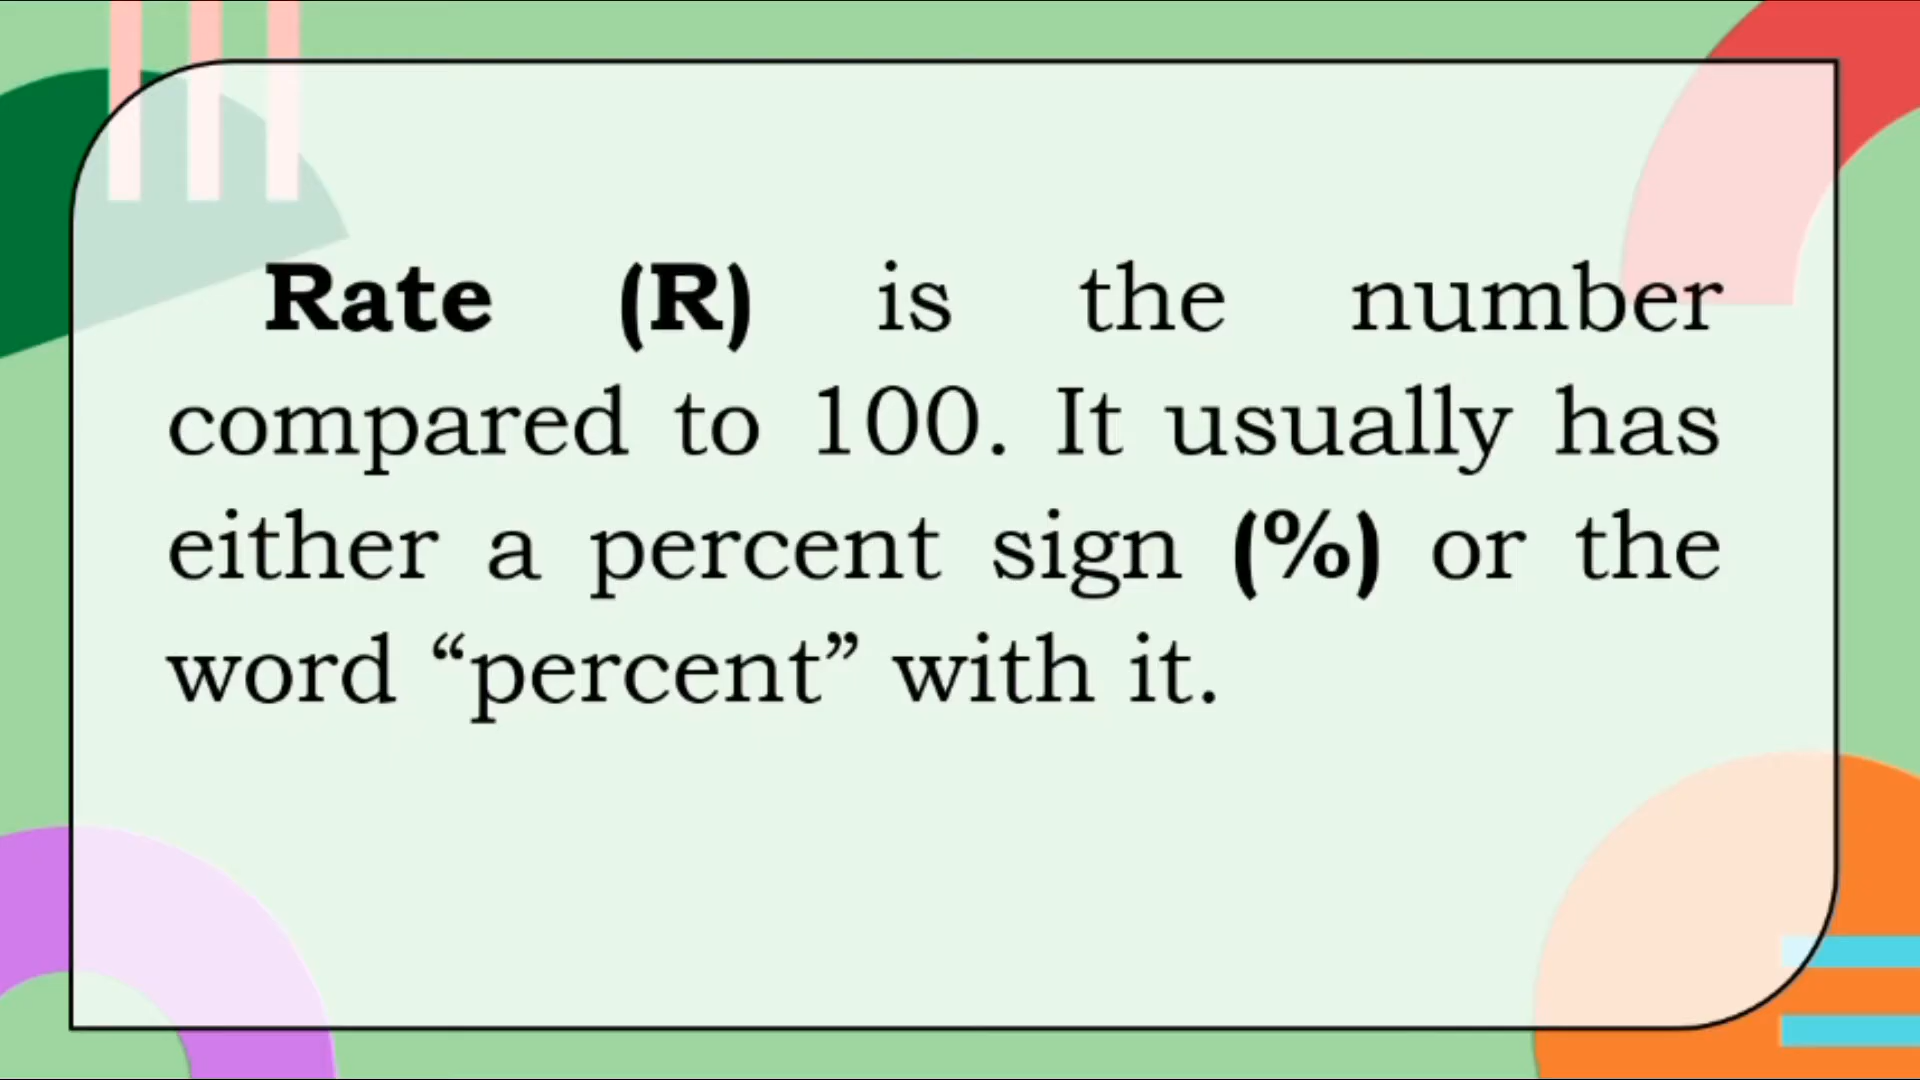 Rate (R) is the number
compared to 100. It usually has
either a percent sign (%) or the
word “percent” with it.